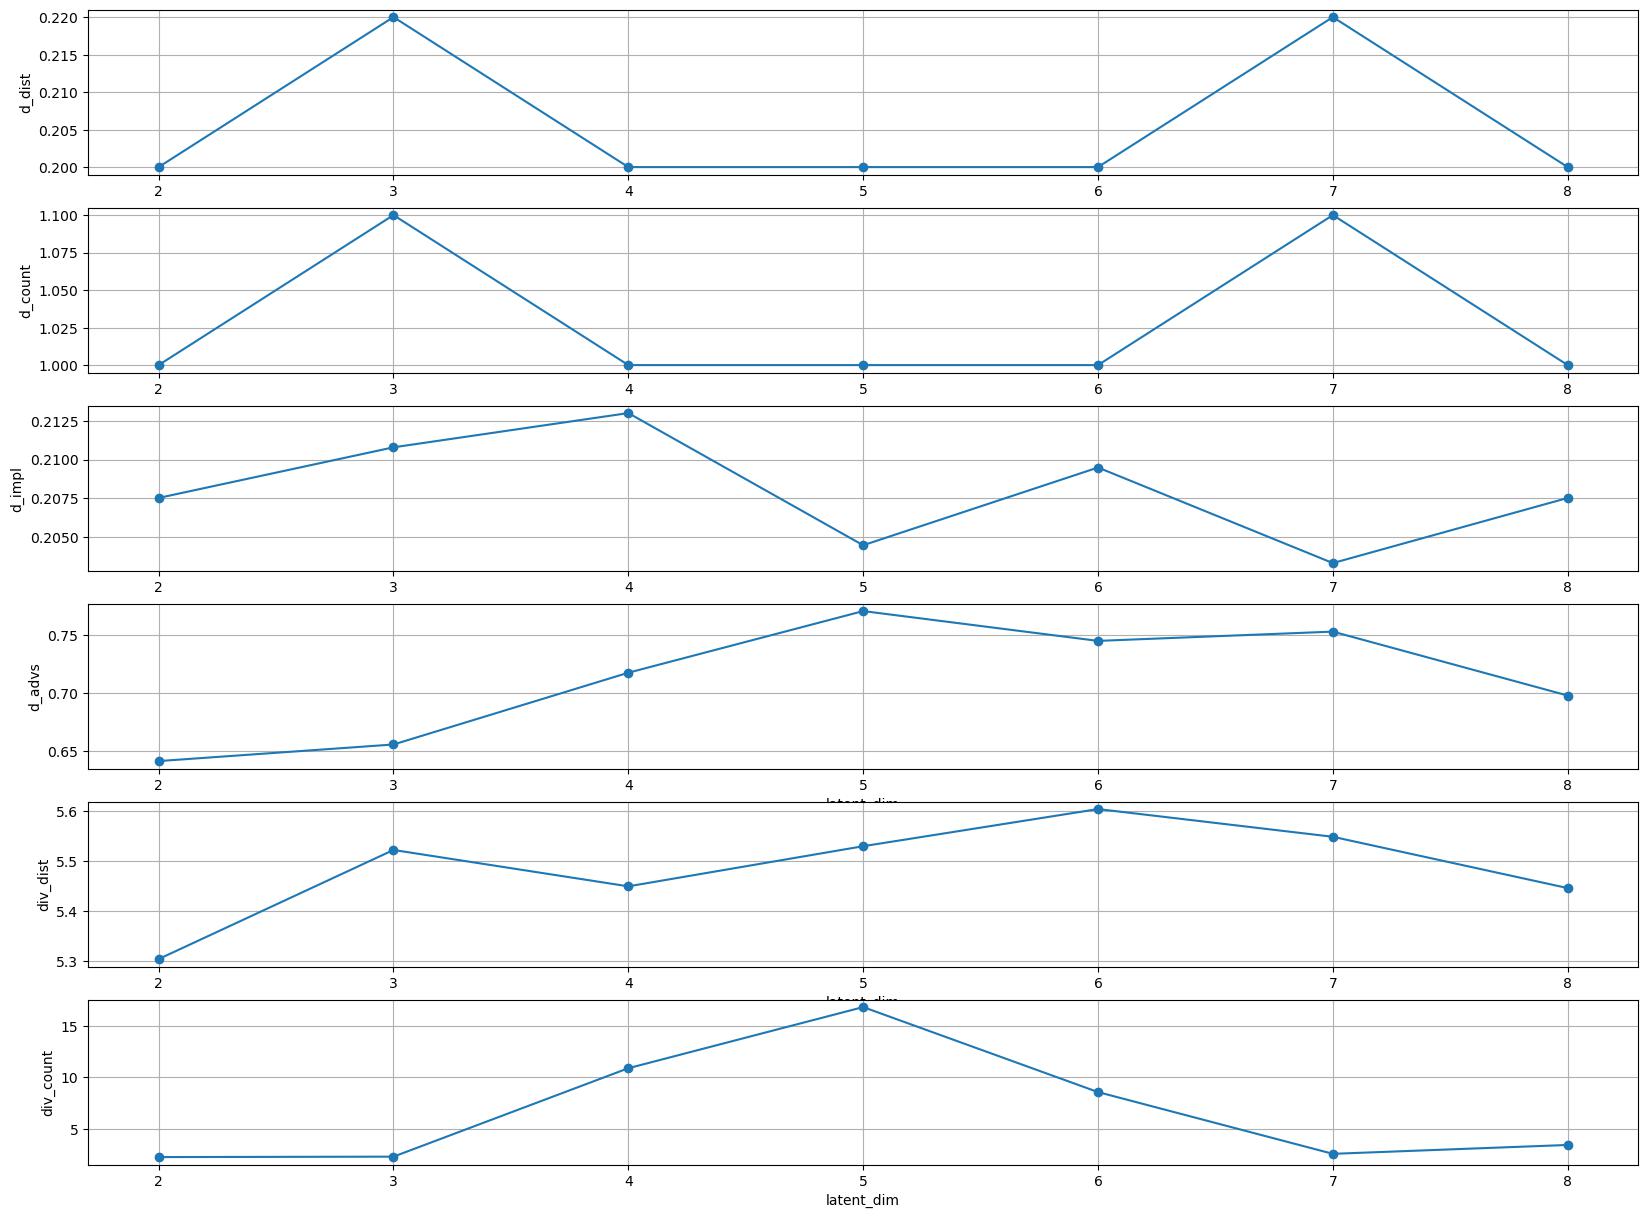 d_dist
0.220
0.215
0.210
0.205
0.200
2 3 4 5 6 7 8
d_count
1.100
1.075
1.050
1.025
1.000
2 3 4 5 6 7 8
d_impl
0.2125
0.2100
0.2075
0.2050
2 3 4 5 6 7 8
d_advs
0.75
0.70
0.65
2 3 4 5 6 7 8
latent_dim
div_dist
5.6
5.5
5.4
5.3
2 3 4 5 6 7 8
latent_dim
div_count
15
10
5
2 3 4 5 6 7 8
latent_dim